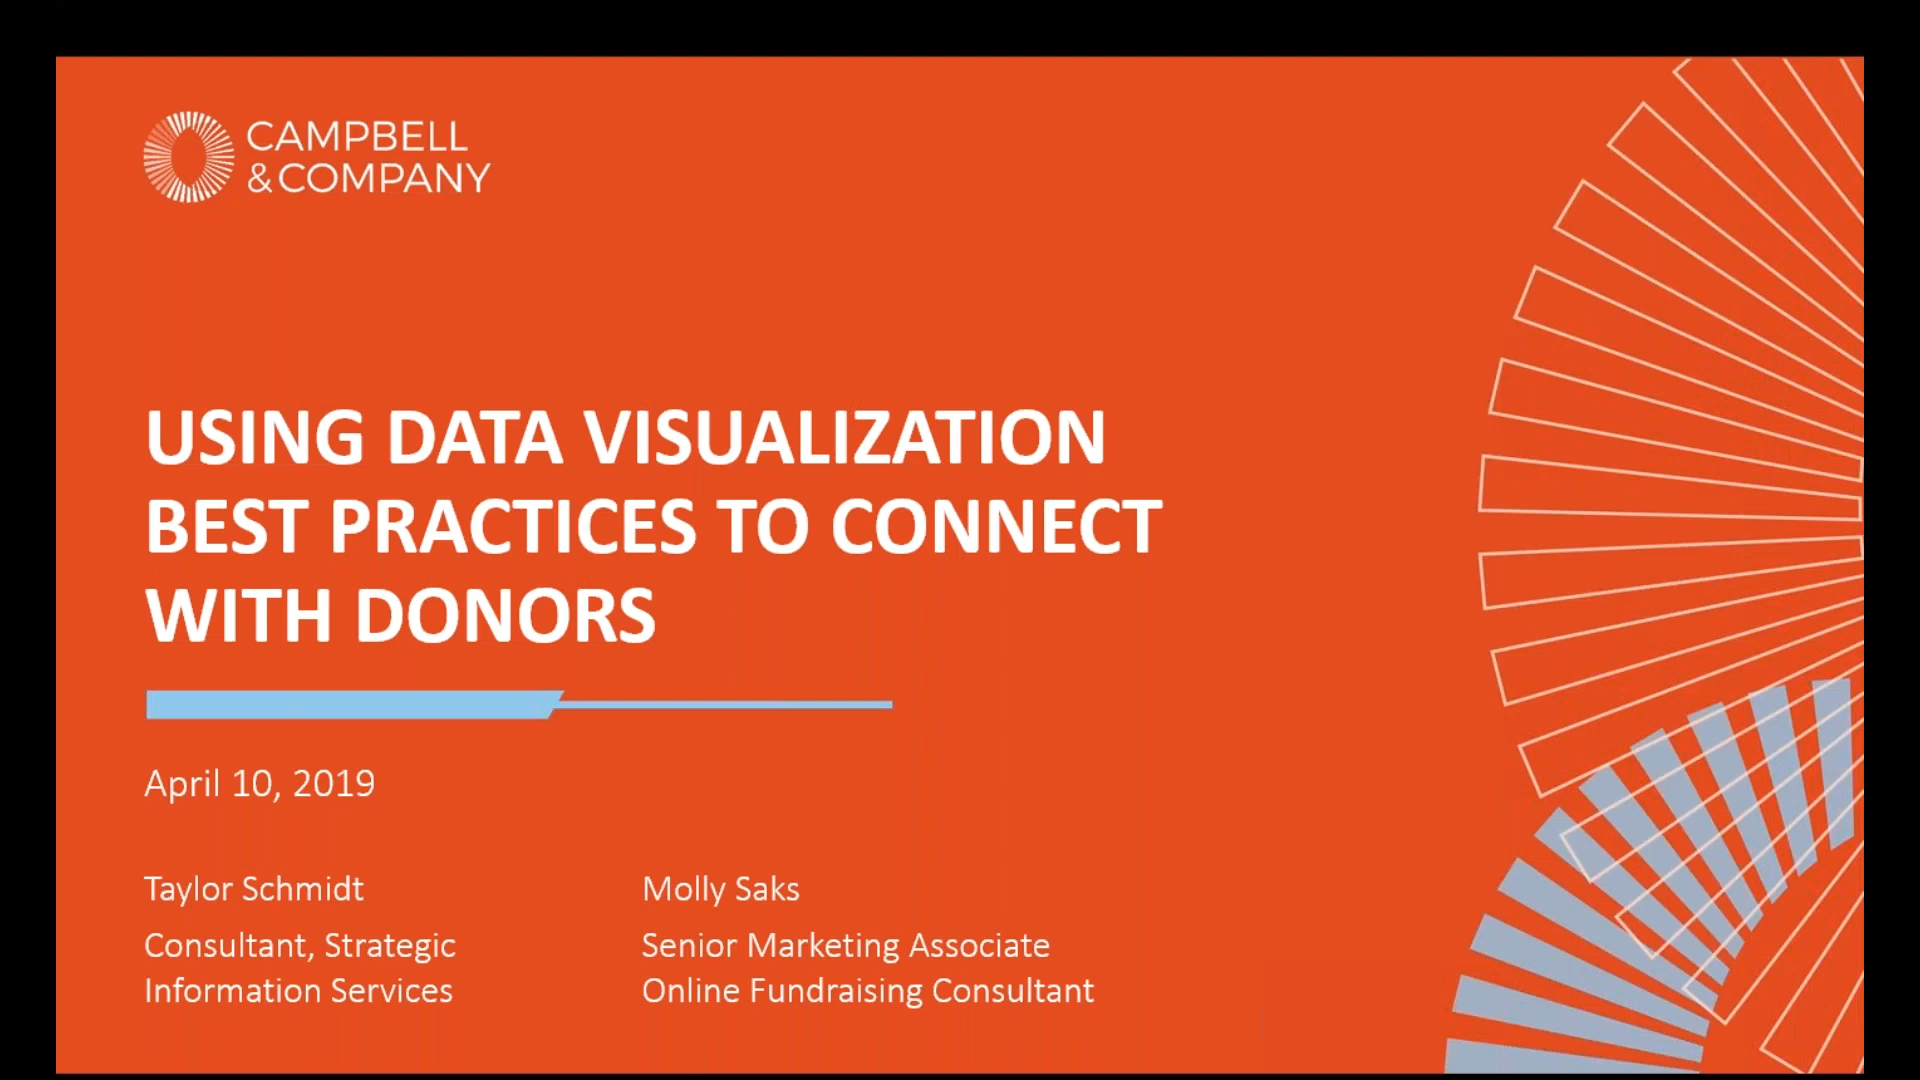 CAMPBELL
& COMPANY
USING DATA VISUALIZATION
BEST PRACTICES TO CONNECT
WITH DONORS
April 10, 2019
Taylor Schmidt
Consultant, Strategic
Information Services
Molly Saks
Senior Marketing Associate
Online Fundraising Consultant